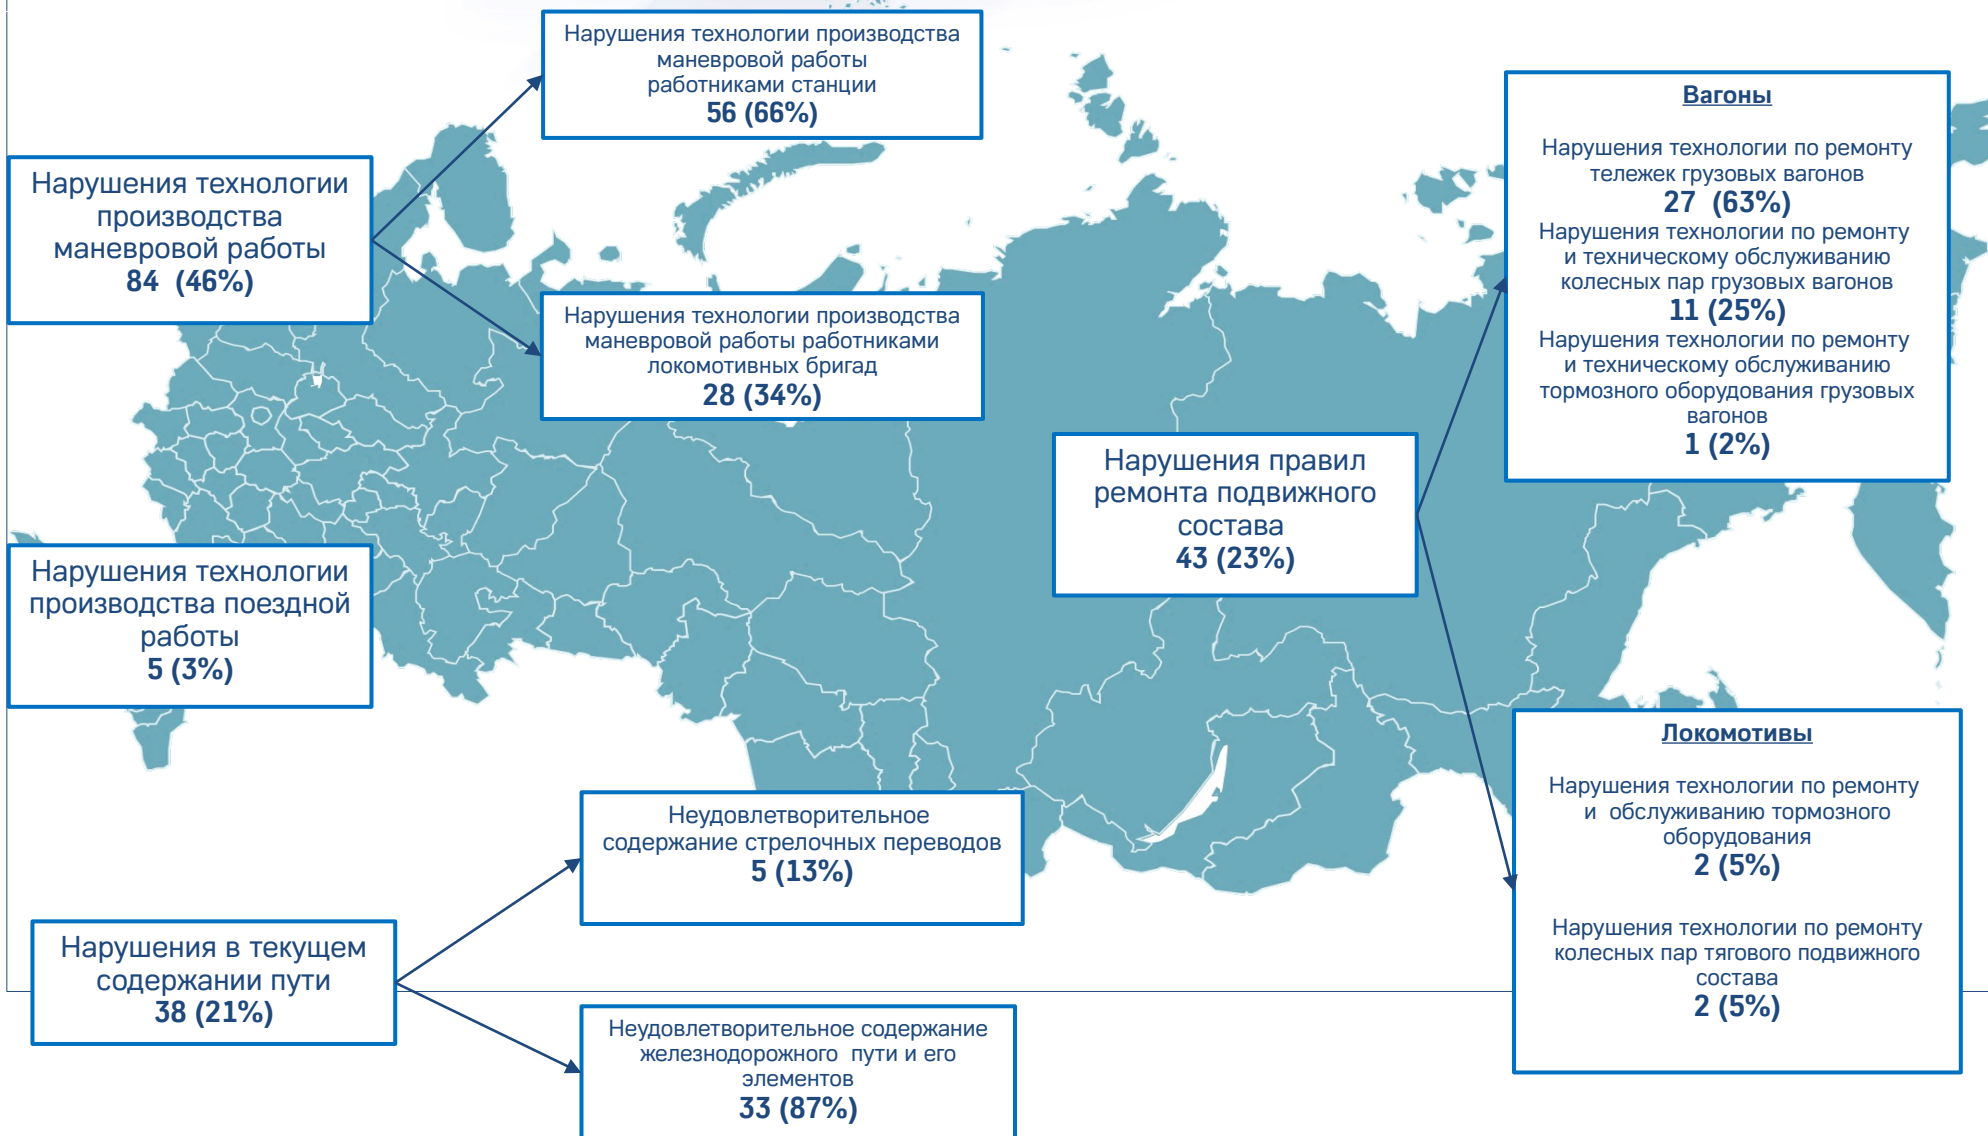 Нарушения технологии производства
маневровой работы
работниками станции
56 (66%)
Нарушения технологии
производства
маневровой работы
84 (46%)
Нарушения технологии производства
маневровой работы работниками
локомотивных бригад
28 (34%)
Вагоны
Нарушения технологии по ремонту
тележек грузовых вагонов
27 (63%)
Нарушения технологии по ремонту
и техническому обслуживанию
колесных пар грузовых вагонов
11 (25%)
Нарушения технологии по ремонту
и техническому обслуживанию
тормозного оборудования грузовых
вагонов
1 (2%)
Нарушения правил
ремонта подвижного
состава
43 (23%)
Нарушения технологии
производства поездной
работы
5 (3%)
Локомотивы
Нарушения технологии по ремонту
и обслуживанию тормозного
оборудования
2 (5%)
Нарушения технологии по ремонту
колесных пар тягового подвижного
состава
2 (5%)
Неудовлетворительное
содержание стрелочных переводов
5 (13%)
Нарушения в текущем
содержании пути
38 (21%)
Неудовлетворительное содержание
железнодорожного пути и его
элементов
33 (87%)